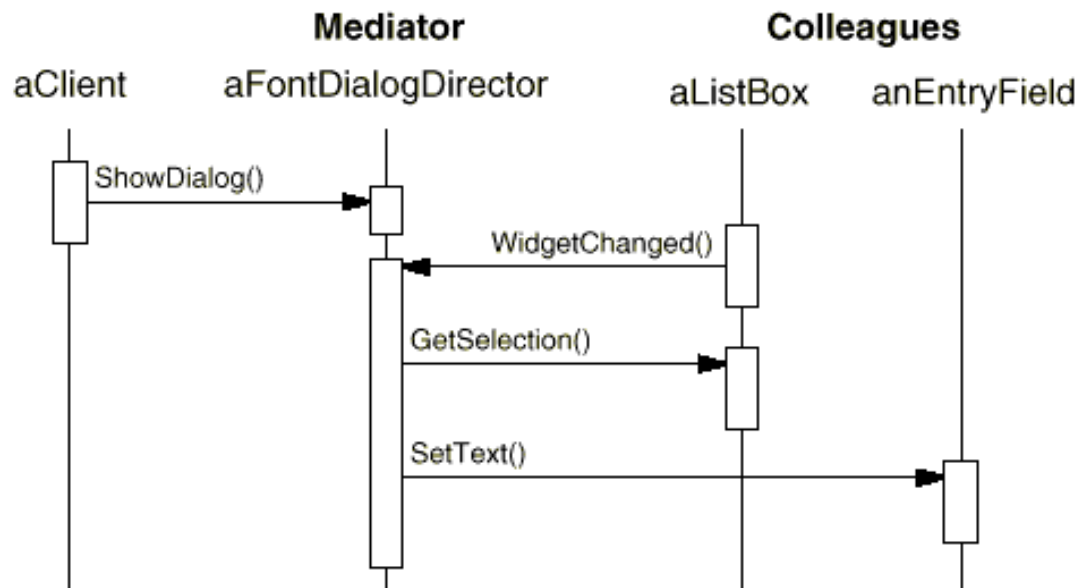 Mediator Colleagues
aClient aFontDialogDirector aListBox anEntryField
ShowDialog()
WidgetChanged()
GetSelection()
SetText()